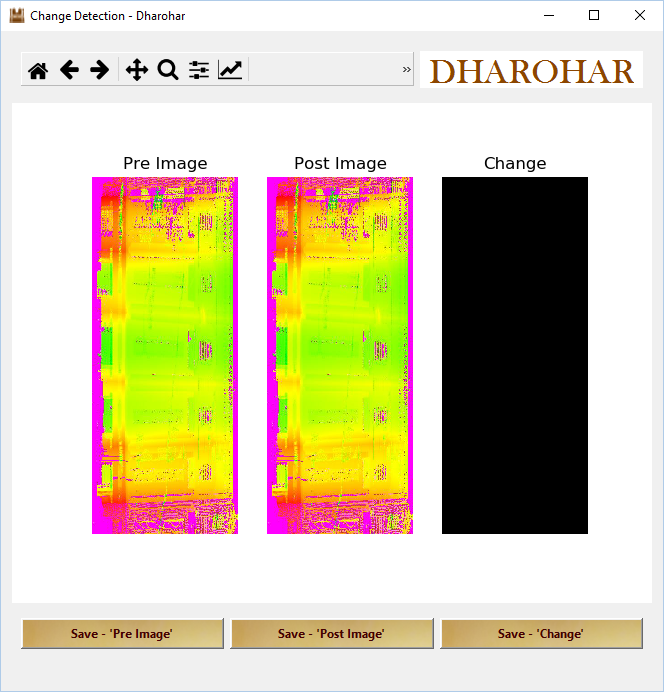 Change Detection - Dharohar
»
DHAROHAR
Pre Image
Post Image
Change
Save - 'Pre Image'
Save - 'Post Image'
Save - 'Change'